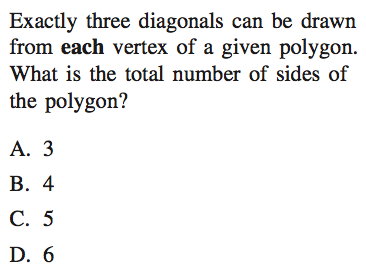 Exactly three diagonals can be drawn
from each vertex of a given polygon.
What is the total number of sides of
the polygon?
A. 3
B. 4
C. 5
D. 6